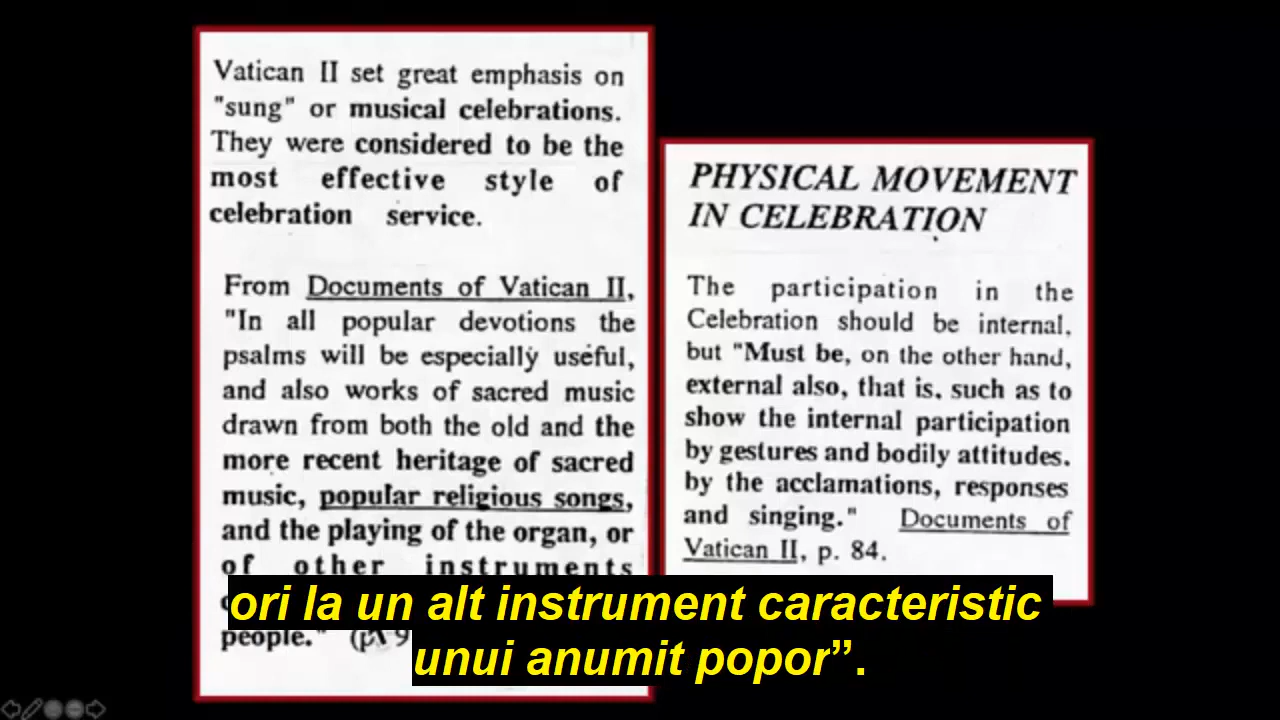 Vatican II set great emphasis on
"sung" or musical celebrations.
They were considered to be the
most effective style of
celebration service.
From Documents of Vatican II,
"In all popular devotions the
psalms will be especially useful,
and also works of sacred music
drawn from both the old and the
more recent heritage of sacred
music, popular religious songs,
and the playing of the organ, or
of other instruments
people."
PHYSICAL MOVEMENT
IN CELEBRATION
The participation in the
Celebration should be internal,
but "Must be, on the other hand,
external also, that is, such as to
show the internal participation
by gestures and bodily attitudes,
by the acclamations, responses
and singing." Documents of
Vatican II, p. 84.
ori la un alt instrument caracteristic
unui anumit popor”.